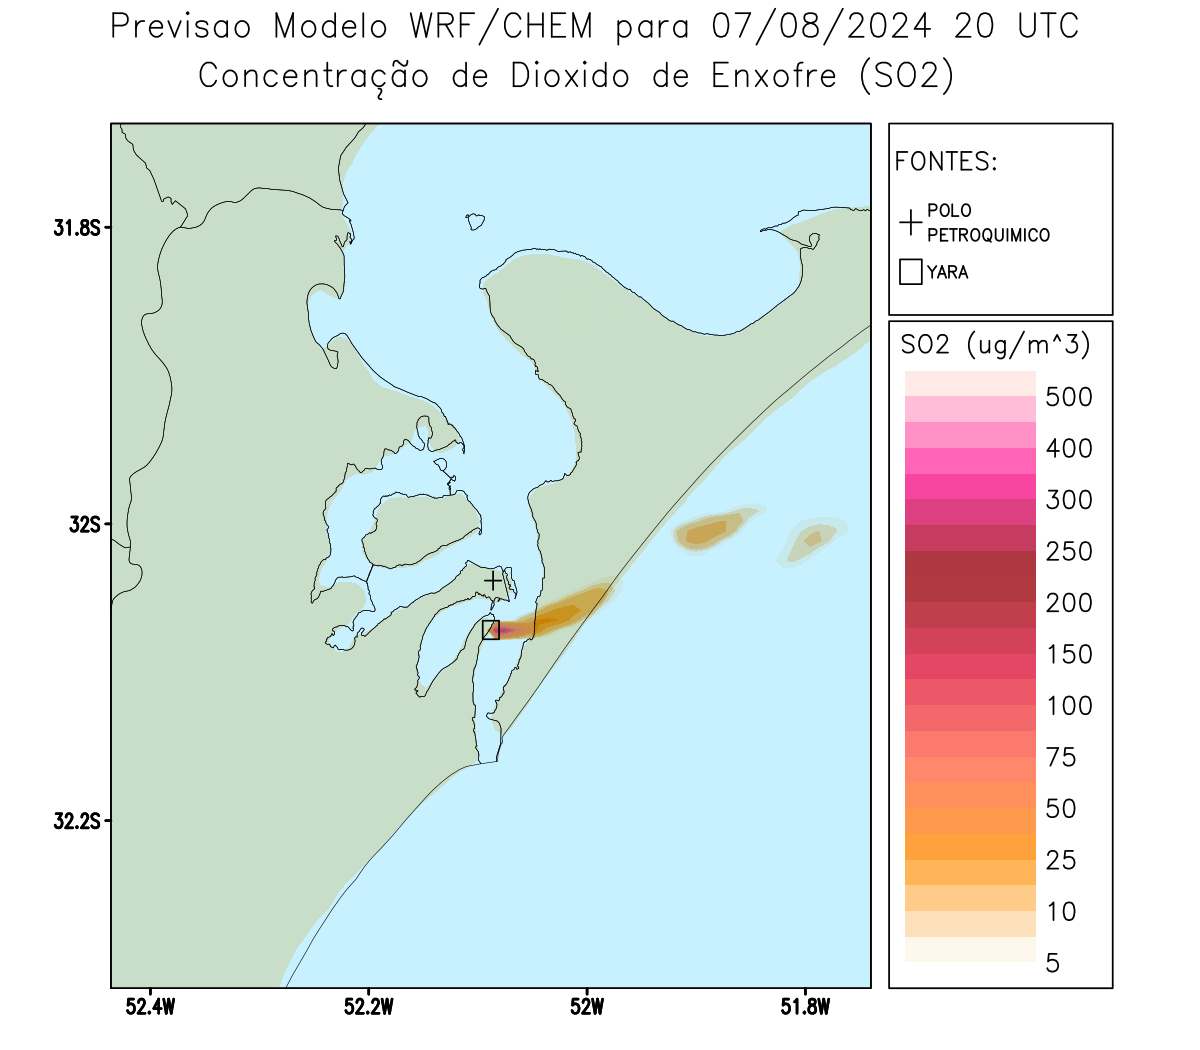 Previsao Modelo WRF/CHEM para 07/08/2024 20 UTC
Concentração de Dioxido de Enxofre (SO2)
FONTES:
POLO
PETROQUIMICO
YARA
SO2 (ug/m^3)
500
400
300
250
200
150
100
75
50
25
10
5
31.8S
32S
32.2S
52.4W
52.2W
52W
51.8W